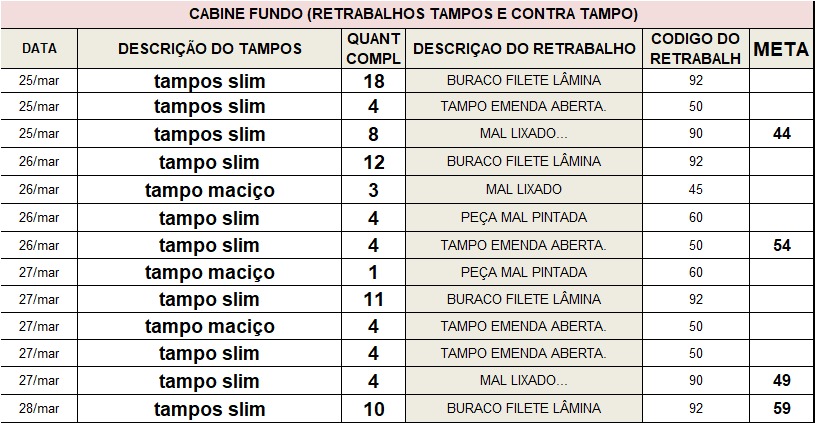 CABINE FUNDO (RETRABALHOS TAMPOS E CONTRA TAMPO)
DATA DESCRIÇÃO DO TAMPOS QUANT COMPL DESCRIÇAO DO RETRABALHO CODIGO DO RETRABALH META
25/mar tampos slim 18 BURACO FILETE LÂMINA 92
25/mar tampos slim 4 TAMPO EMENDA ABERTA. 50
25/mar tampos slim 8 MAL LIXADO... 90 44
26/mar tampo slim 12 BURACO FILETE LÂMINA 92
26/mar tampo maciço 3 MAL LIXADO 45
26/mar tampo slim 4 PEÇA MAL PINTADA 60
26/mar tampo slim 4 TAMPO EMENDA ABERTA. 50 54
27/mar tampo maciço 1 PEÇA MAL PINTADA 60
27/mar tampo slim 11 BURACO FILETE LÂMINA 92
27/mar tampo maciço 4 TAMPO EMENDA ABERTA. 50
27/mar tampo slim 4 TAMPO EMENDA ABERTA. 50
27/mar tampo slim 4 MAL LIXADO... 90 49
28/mar tampos slim 10 BURACO FILETE LÂMINA 92 59